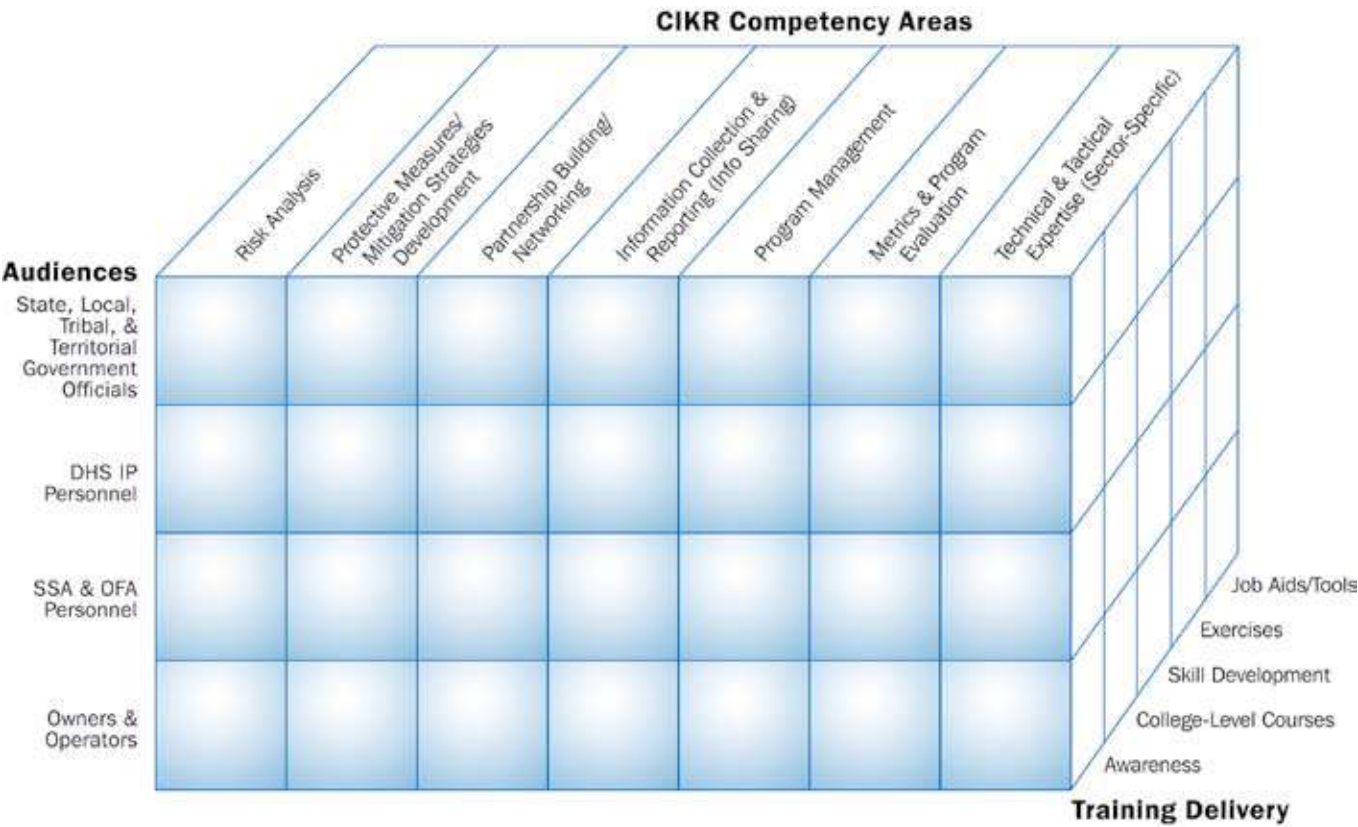 CIKR Competency Areas
Risk Analysis
Protective Measures/
Mitigation Strategies
Development
Partnership Building/
Networking
Information Collection &
Reporting (Info Sharing)
Program Management
Metrics & Program
Evaluation
Technical & Tactical
Expertise (Sector-Specific)
Audiences
State, Local,
Tribal, &
Territorial
Government
Officials
DHS IP
Personnel
SSA & OFA
Personnel
Owners &
Operators
Job Aids/Tools
Exercises
Skill Development
College-Level Courses
Awareness
Training Delivery